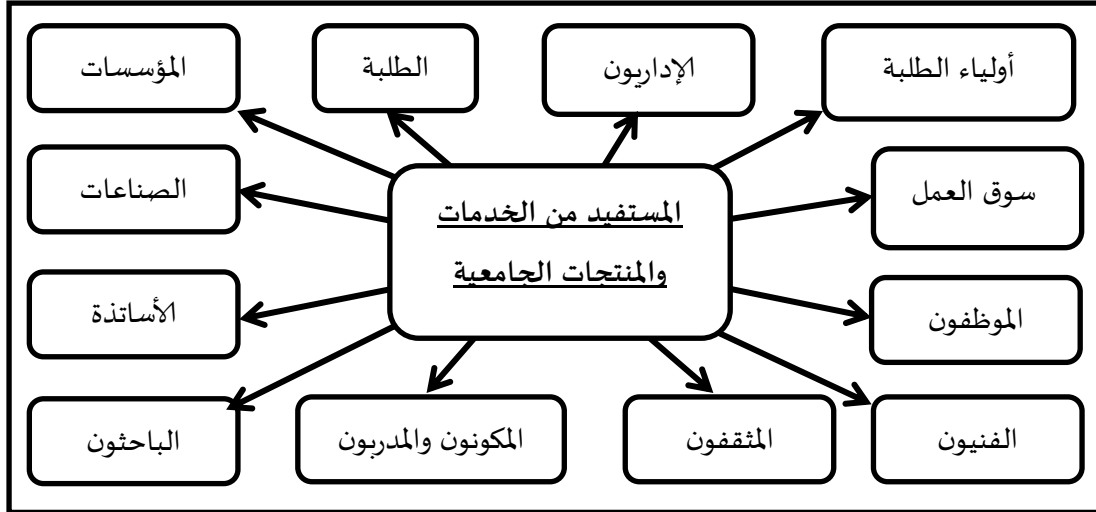 أولياء الطلبة
الإداريون
الطلبة
المؤسسات
سوق العمل
الصناعات
المستفيد من الخدمات
والمنتجات الجامعية
الموظفون
الأساتذة
الفنيون
المثقفون
المكونون والمدربون
الباحثون